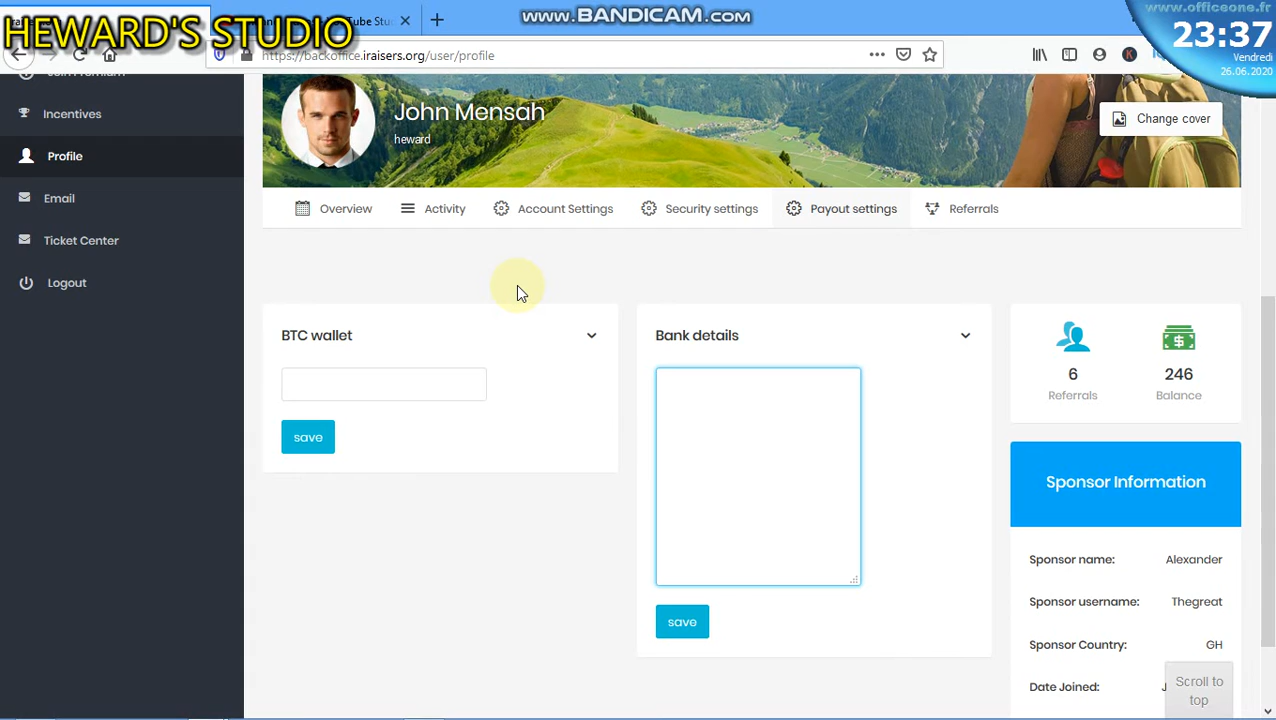 www.BANDICAM.com
www.officeone.fr
HEWARD'S STUDIO
be Stu
23:37
Vendredi
26.06.2020
https://backoffice.iraisers.org/user/profile
Incentives
Profile
Email
Ticket Center
Logout
John Mensah
heward
Change cover
Overview
Activity
Account Settings
Security settings
Payout settings
Referrals
BTC wallet
save
Bank details
save
6
Referrals
246
Balance
Sponsor Information
Sponsor name: Alexander
Sponsor username: Thegreat
Sponsor Country: GH
Date Joined: J
Scroll to
top